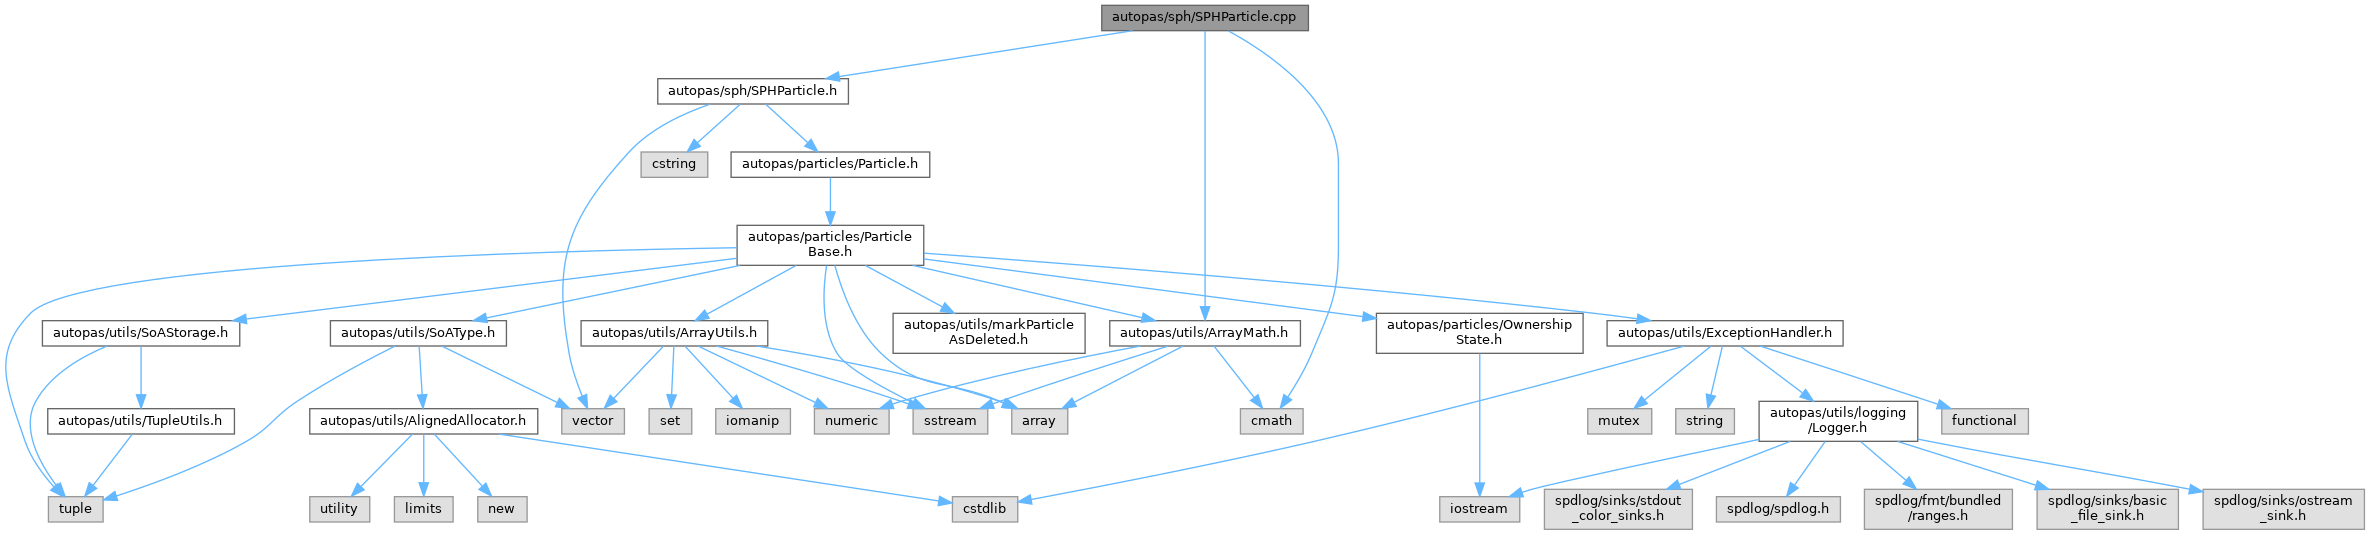 autopas/sph/SPHParticle.cpp
autopas/sph/SPHParticle.h
cstring
autopas/particles/Particle.h
autopas/particles/Particle
Base.h
autopas/utils/SoAStorage.h
autopas/utils/SoAType.h
autopas/utils/ArrayUtils.h
autopas/utils/markParticle
AsDeleted.h
autopas/utils/ArrayMath.h
autopas/particles/Ownership
State.h
autopas/utils/ExceptionHandler.h
autopas/utils/TupleUtils.h
autopas/utils/AlignedAllocator.h
vector
set
iomanip
numeric
sstream
array
cmath
mutex
string
autopas/utils/logging
/Logger.h
functional
tuple
utility
limits
new
cstdlib
iostream
spdlog/sinks/stdout
_color_sinks.h
spdlog/spdlog.h
spdlog/fmt/bundled
/ranges.h
spdlog/sinks/basic
_file_sink.h
spdlog/sinks/ostream
_sink.h